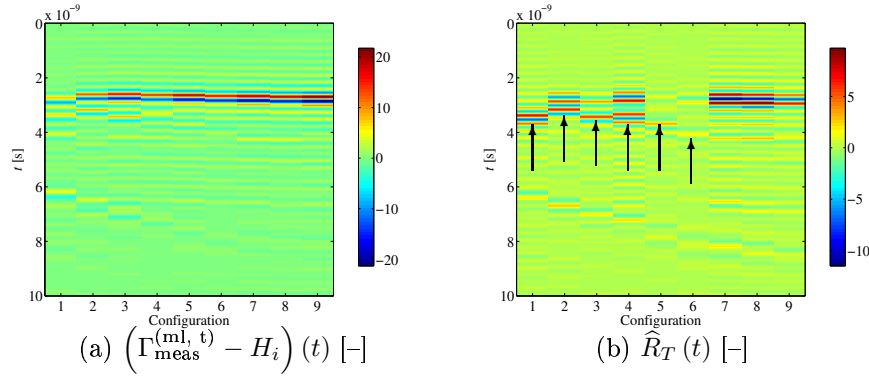 x 10⁻⁹
0
2
4
6
8
10
t [s]
1 2 3 4 5 6 7 8 9
Configuration
20
10
0
−10
−20
(a) (Γ_meas^(ml, t) − H_i) (t) [–]
x 10⁻⁹
0
2
4
6
8
10
t [s]
1 2 3 4 5 6 7 8 9
Configuration
5
0
−5
−10
(b) R̂_T (t) [–]